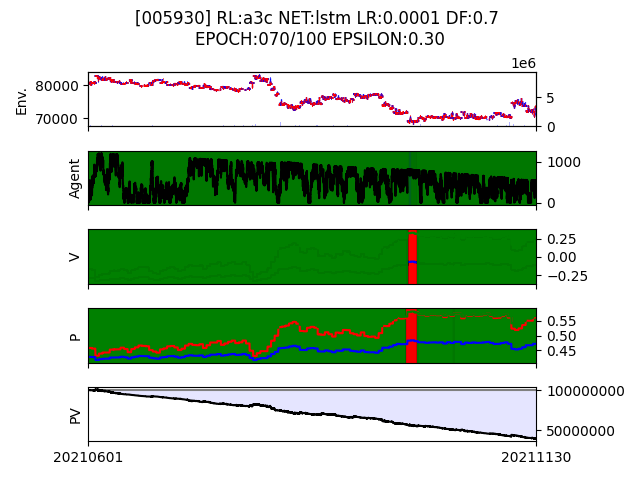 [005930] RL:a3c NET:lstm LR:0.0001 DF:0.7
EPOCH:070/100 EPSILON:0.30
1e6
Env.
80000
70000
5
0
Agent
1000
0
V
0.25
0.00
−0.25
P
0.55
0.50
0.45
PV
100000000
50000000
20210601
20211130